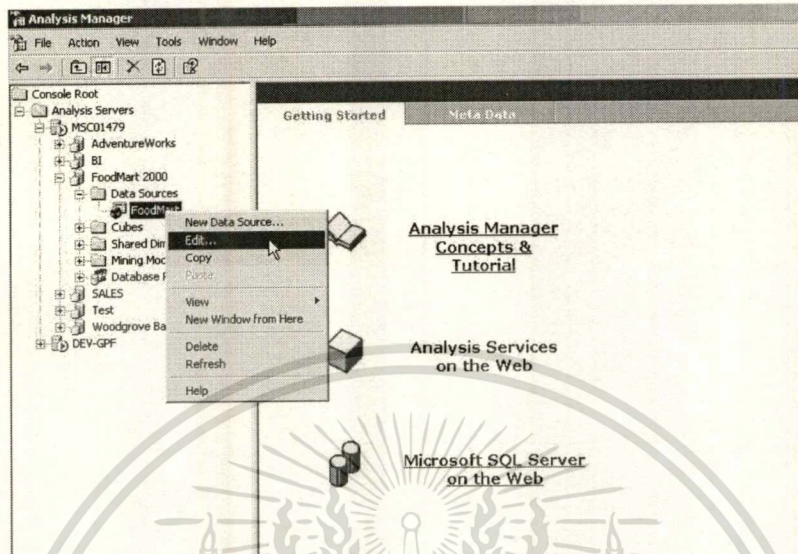 Analysis Manager
File Action View Tools Window Help
Console Root
Analysis Servers
MSC01479
AdventureWorks
BI
FoodMart 2000
Data Sources
FoodMart
Cubes
Shared Dim
Mining Moc
Database R
SALES
Test
Woodgrove Ba
DEV-GPF
New Data Source...
Edit...
Copy
Paste
View
New Window from Here
Delete
Refresh
Help
Getting Started
Meta Data
Analysis Manager
Concepts &
Tutorial
Analysis Services
on the Web
Microsoft SQL Server
on the Web